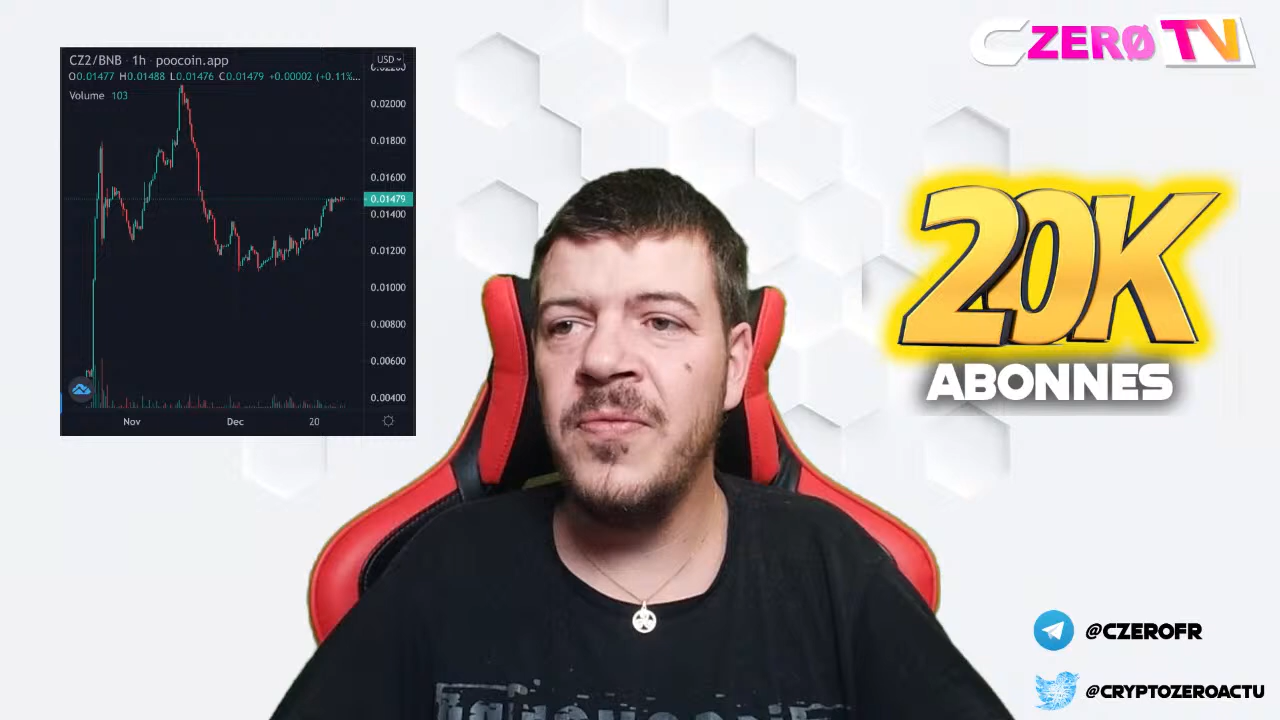 CZERØ TV
CZ2/BNB · 1h · poocoin.app
USD
O0.01477 H0.01488 L0.01476 C0.01479 +0.00002 (+0.11%...
Volume 103
0.02000
0.01800
0.01600
0.01479
0.01400
0.01200
0.01000
0.00800
0.00600
0.00400
Nov Dec 20
20K
ABONNES
@CZEROFR
@CRYPTOZEROACTU